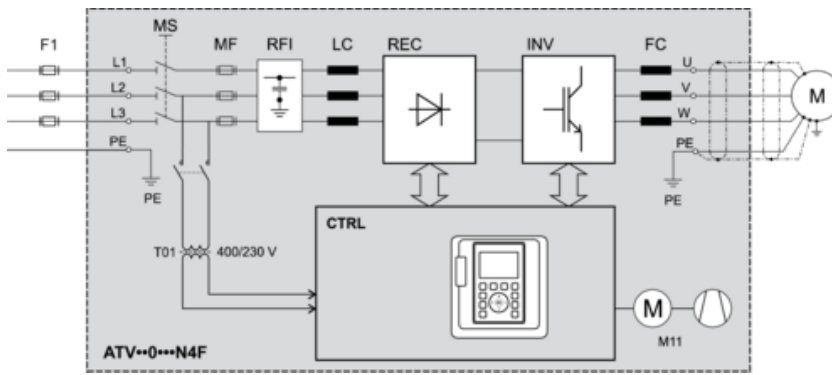 MS
F1 MF RFI LC REC INV FC
L1 U
L2 V
L3 W
M
PE PE
PE PE
CTRL
T01 400/230 V
M
M11
ATV••0•••N4F